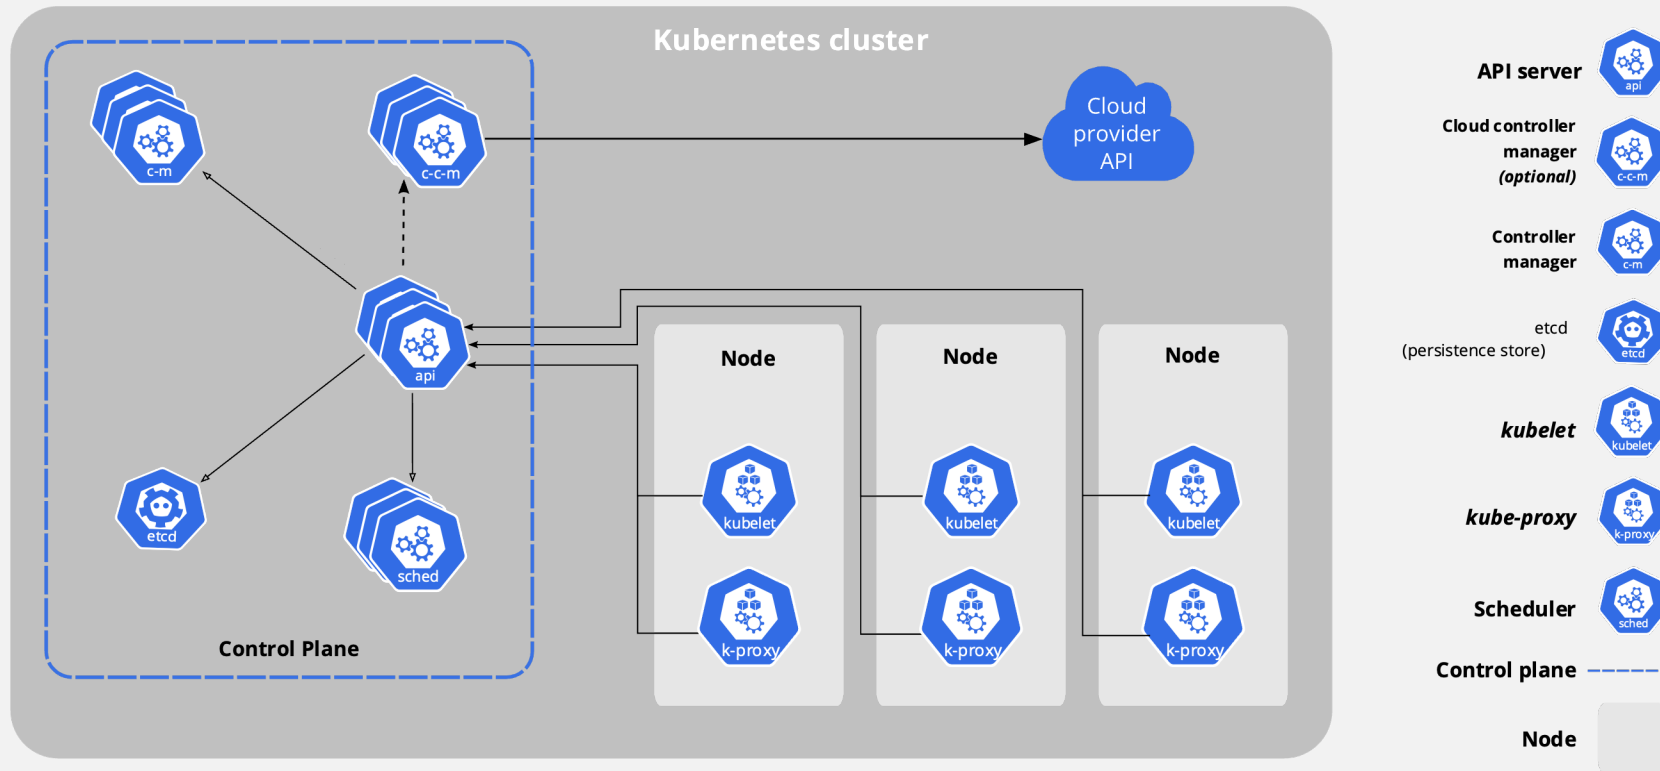 Kubernetes cluster
c-m
c-c-m
Cloud
provider
API
api
etcd
sched
Control Plane
Node
kubelet
k-proxy
Node
kubelet
k-proxy
Node
kubelet
k-proxy
API server
api
Cloud controller
manager
(optional)
c-c-m
Controller
manager
c-m
etcd
(persistence store)
etcd
kubelet
kubelet
kube-proxy
k-proxy
Scheduler
sched
Control plane
Node